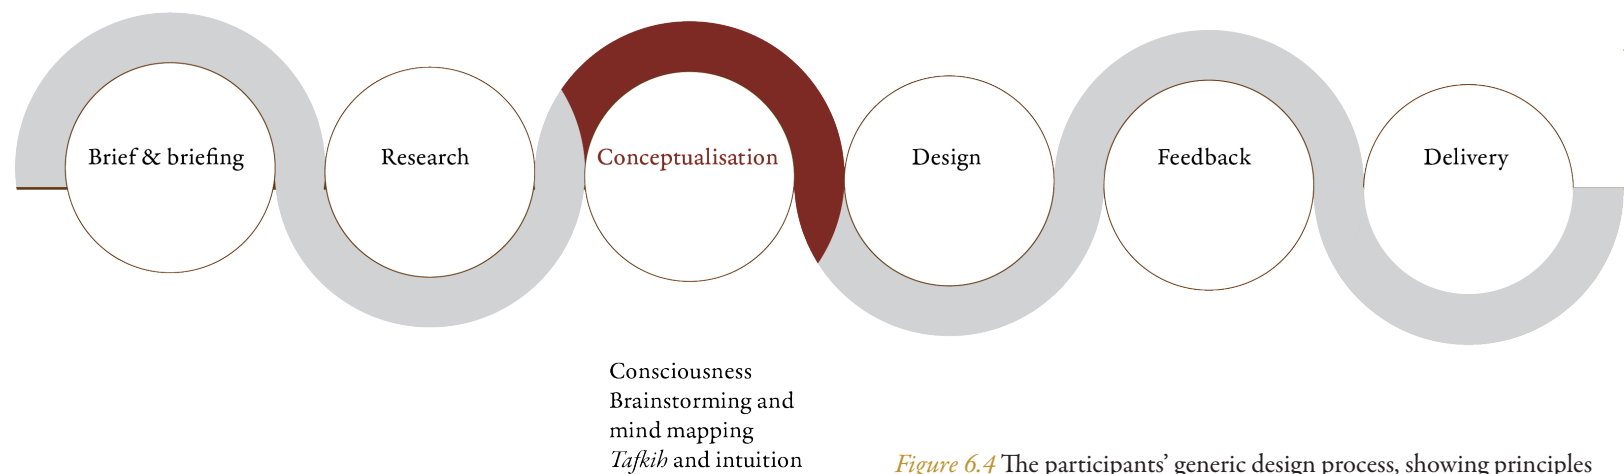 Brief & briefing
Research
Conceptualisation
Design
Feedback
Delivery
Consciousness
Brainstorming and
mind mapping
Tafkih and intuition
Figure 6.4 The participants’ generic design process, showing principles